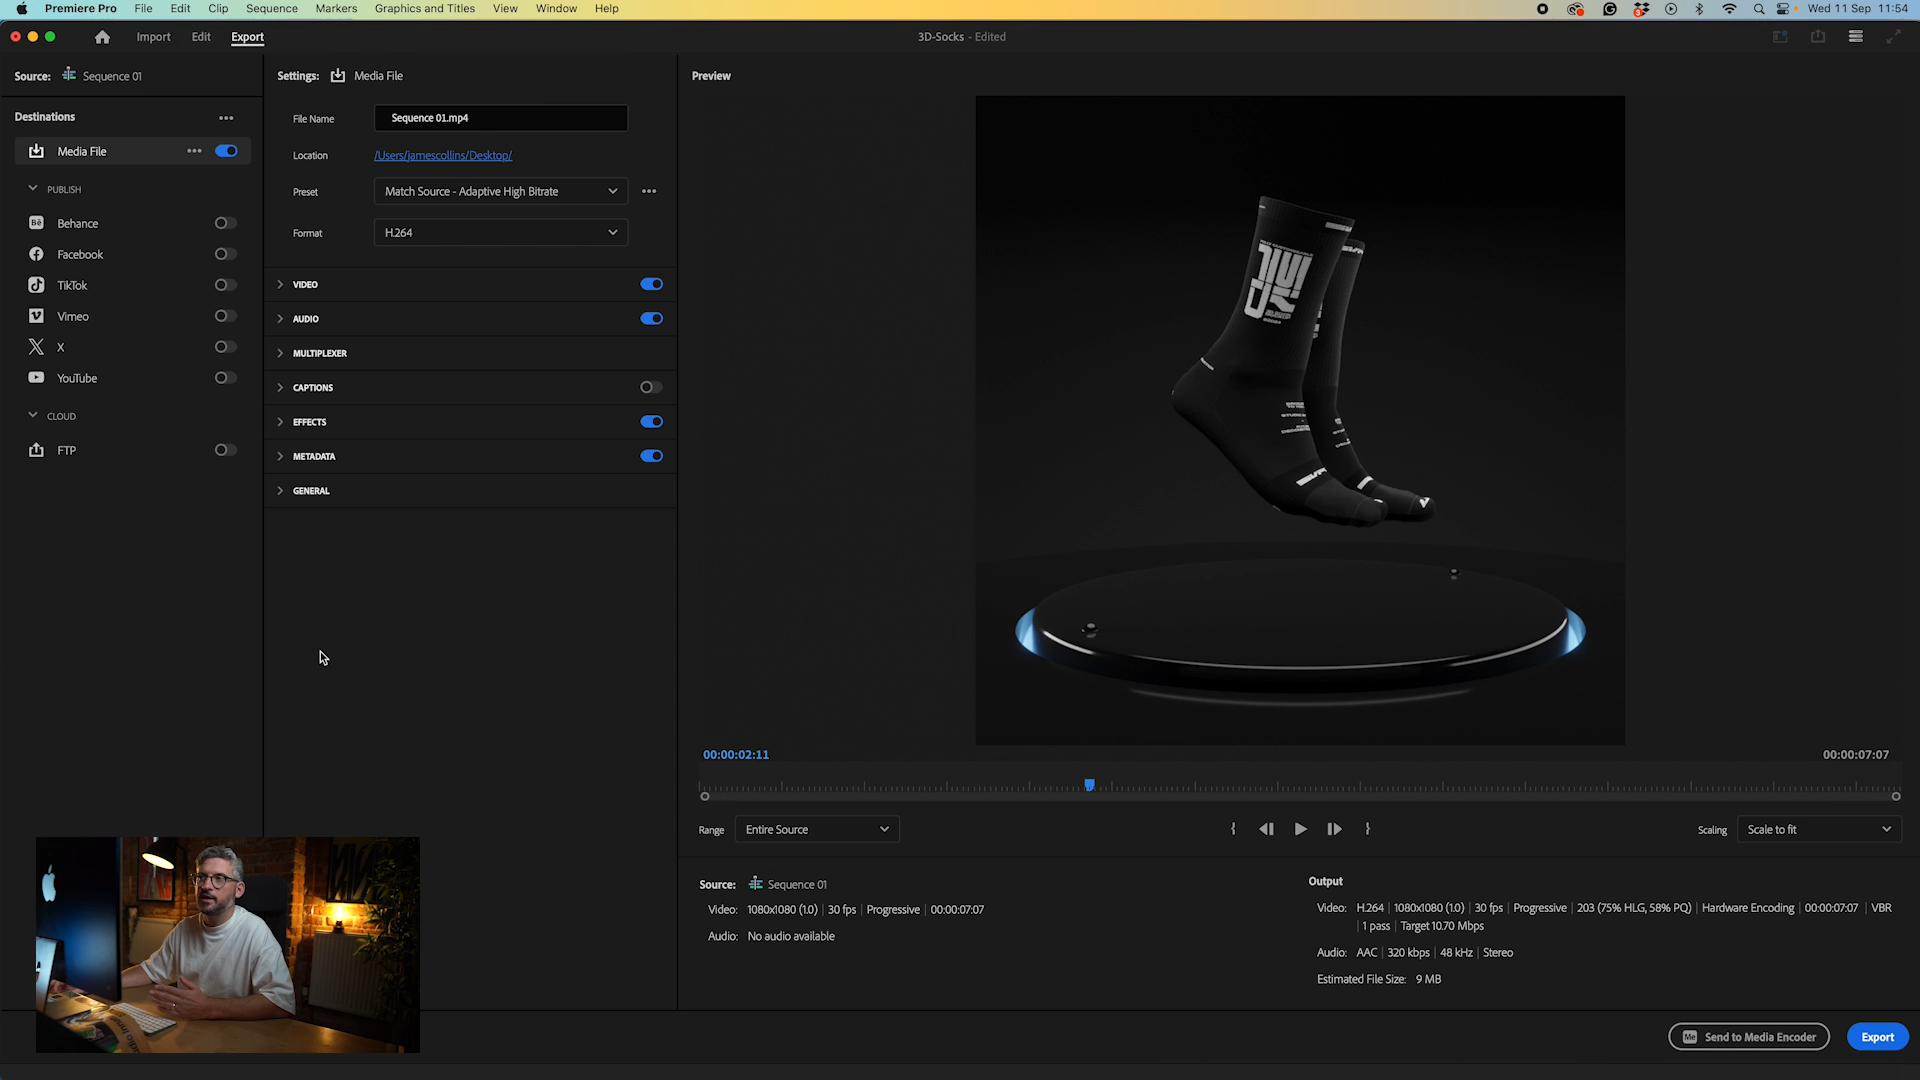 Premiere Pro File Edit Clip Sequence Markers Graphics and Titles View Window Help
Wed 11 Sep 11:54
Import Edit Export
3D-Socks - Edited
Source: Sequence 01
Destinations
Media File
PUBLISH
Behance
Facebook
TikTok
Vimeo
X
YouTube
CLOUD
FTP
Settings: Media File
File Name Sequence 01.mp4
Location /Users/jamescollins/Desktop/
Preset Match Source - Adaptive High Bitrate
Format H.264
VIDEO
AUDIO
MULTIPLEXER
CAPTIONS
EFFECTS
METADATA
GENERAL
Preview
00:00:02:11
00:00:07:07
Range Entire Source
Scaling Scale to fit
Source: Sequence 01
Video: 1080x1080 (1.0) | 30 fps | Progressive | 00:00:07:07
Audio: No audio available
Output
Video: H.264 | 1080x1080 (1.0) | 30 fps | Progressive | 203 (75% HLG, 58% PQ) | Hardware Encoding | 00:00:07:07 | VBR
| 1 pass | Target 10.70 Mbps
Audio: AAC | 320 kbps | 48 kHz | Stereo
Estimated File Size: 9 MB
Me Send to Media Encoder
Export